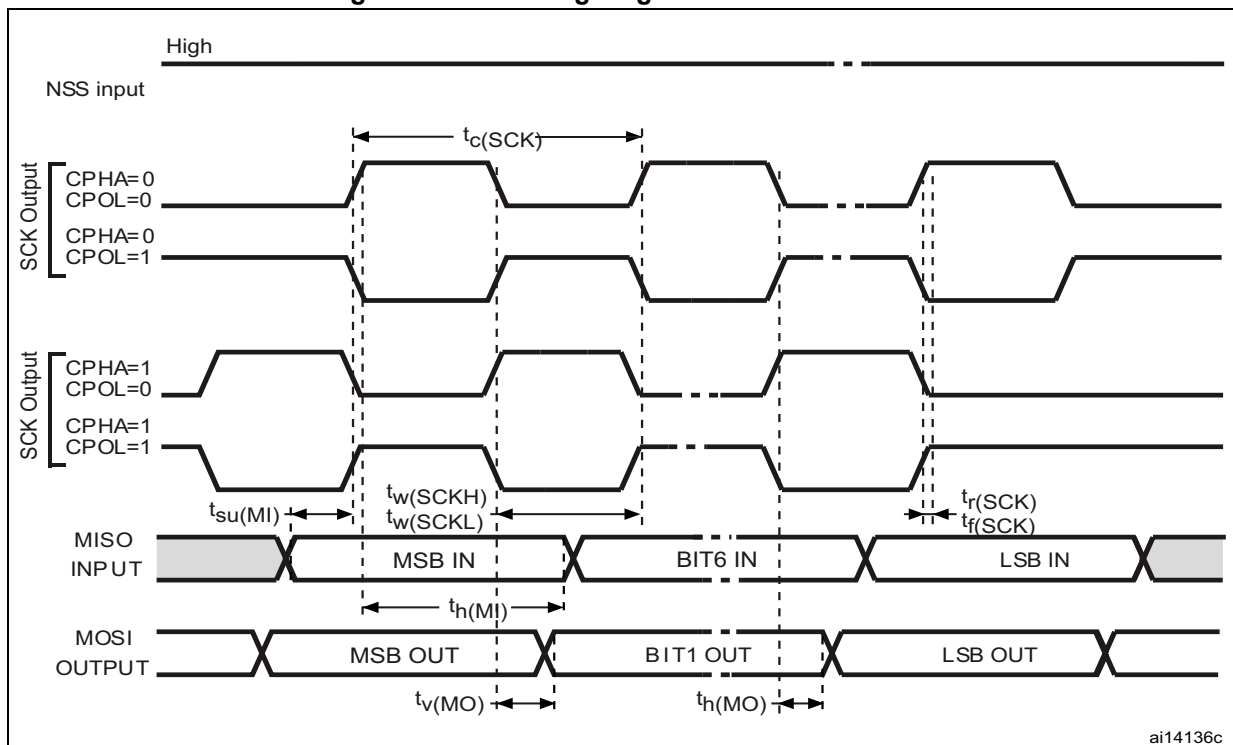 High
NSS input
tc(SCK)
SCK Output
CPHA=0
CPOL=0
CPHA=0
CPOL=1
SCK Output
CPHA=1
CPOL=0
CPHA=1
CPOL=1
tsu(MI)
tw(SCKH)
tw(SCKL)
tr(SCK)
tf(SCK)
MISO
INPUT
MSB IN
BIT6 IN
LSB IN
th(MI)
MOSI
OUTPUT
MSB OUT
BIT1 OUT
LSB OUT
tv(MO)
th(MO)
ai14136c